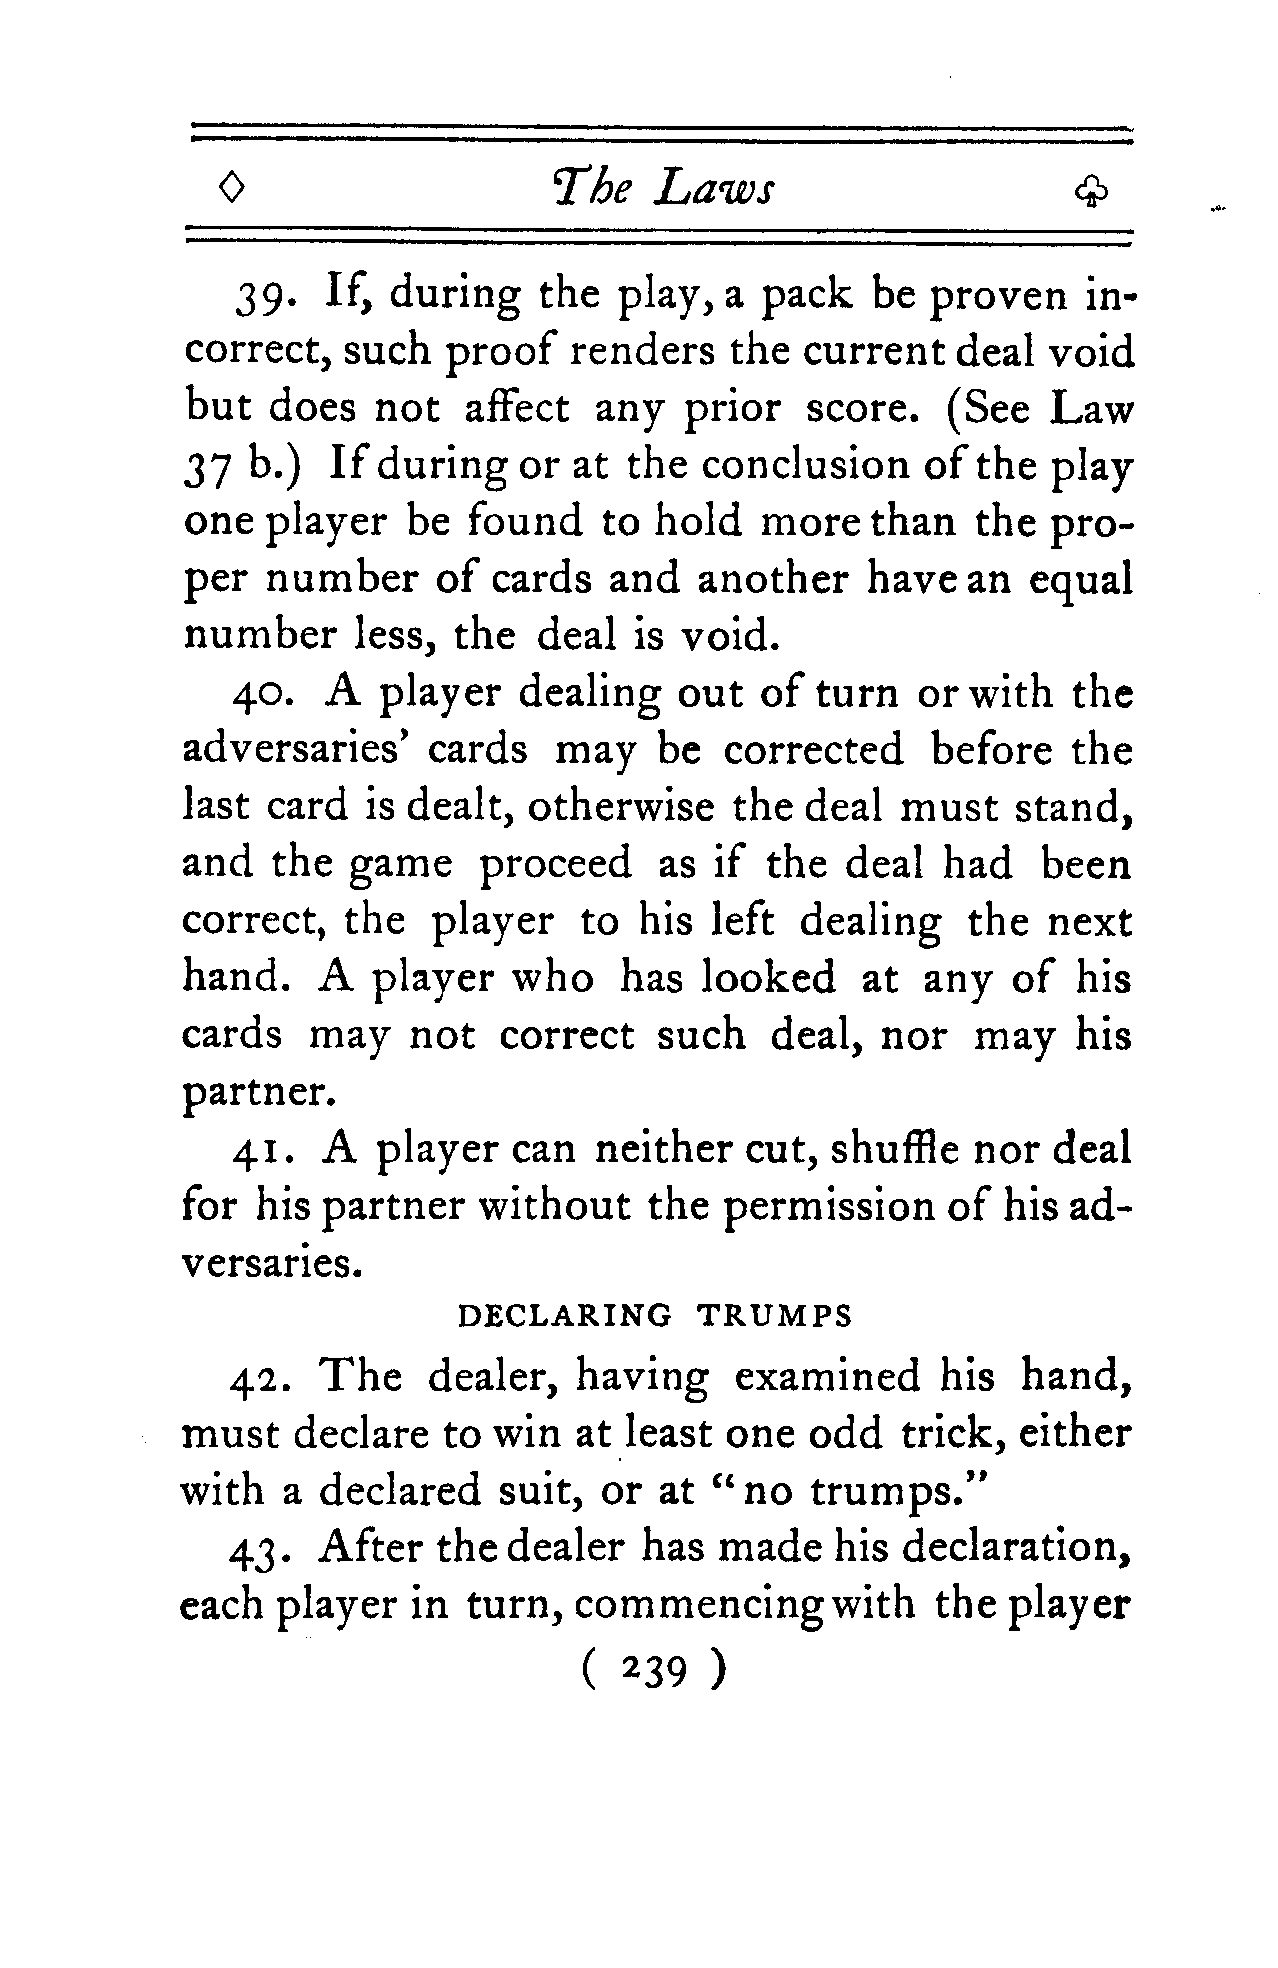 ◇ The Laws ♧
39. If, during the play, a pack be proven in-
correct, such proof renders the current deal void
but does not affect any prior score. (See Law
37 b.) If during or at the conclusion of the play
one player be found to hold more than the pro-
per number of cards and another have an equal
number less, the deal is void.
40. A player dealing out of turn or with the
adversaries' cards may be corrected before the
last card is dealt, otherwise the deal must stand,
and the game proceed as if the deal had been
correct, the player to his left dealing the next
hand. A player who has looked at any of his
cards may not correct such deal, nor may his
partner.
41. A player can neither cut, shuffle nor deal
for his partner without the permission of his ad-
versaries.
DECLARING TRUMPS
42. The dealer, having examined his hand,
must declare to win at least one odd trick, either
with a declared suit, or at "no trumps."
43. After the dealer has made his declaration,
each player in turn, commencing with the player
( 239 )